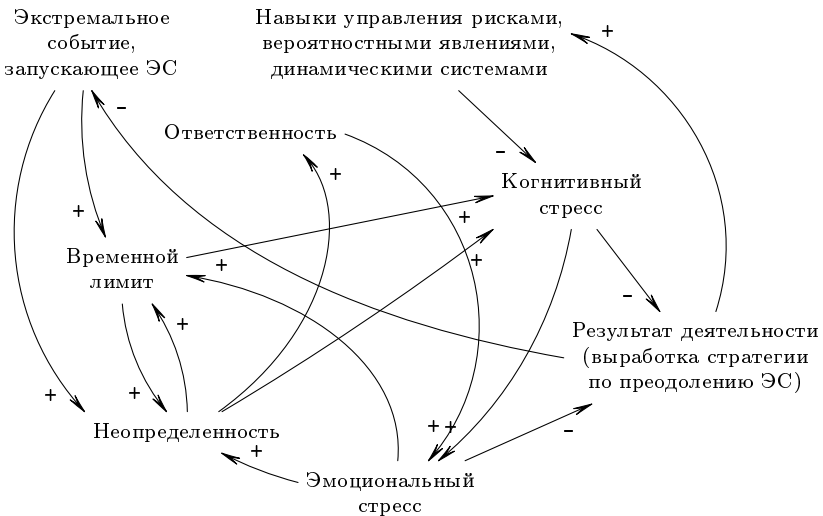 Экстремальное
событие,
запускающее ЭС
Навыки управления рисками,
вероятностными явлениями,
динамическими системами
+
–
Ответственность
–
+
Когнитивный
стресс
+
+
Временной
лимит
+
+
–
+
Результат деятельности
(выработка стратегии
по преодолению ЭС)
+
+
++
–
Неопределенность
+
Эмоциональный
стресс